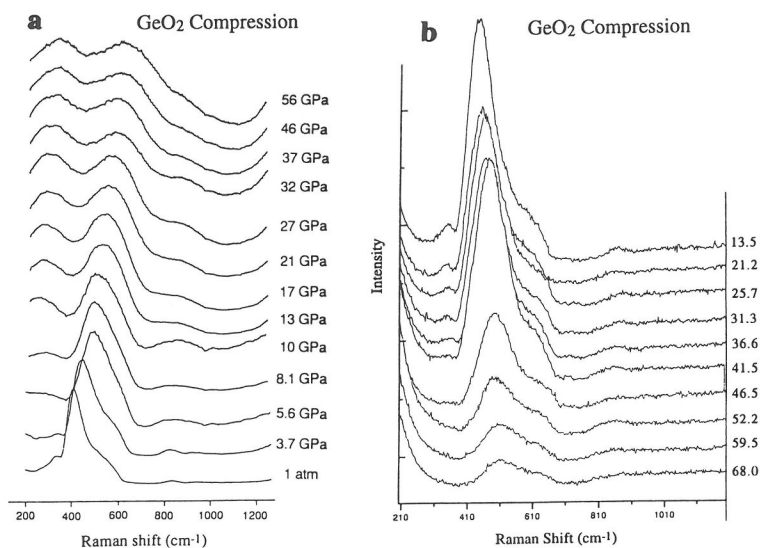 a
GeO2 Compression
56 GPa
46 GPa
37 GPa
32 GPa
27 GPa
21 GPa
17 GPa
13 GPa
10 GPa
8.1 GPa
5.6 GPa
3.7 GPa
1 atm
200 400 600 800 1000 1200
Raman shift (cm-1)
b
GeO2 Compression
Intensity
13.5
21.2
25.7
31.3
36.6
41.5
46.5
52.2
59.5
68.0
210 410 610 810 1010
Raman Shift (cm-1)